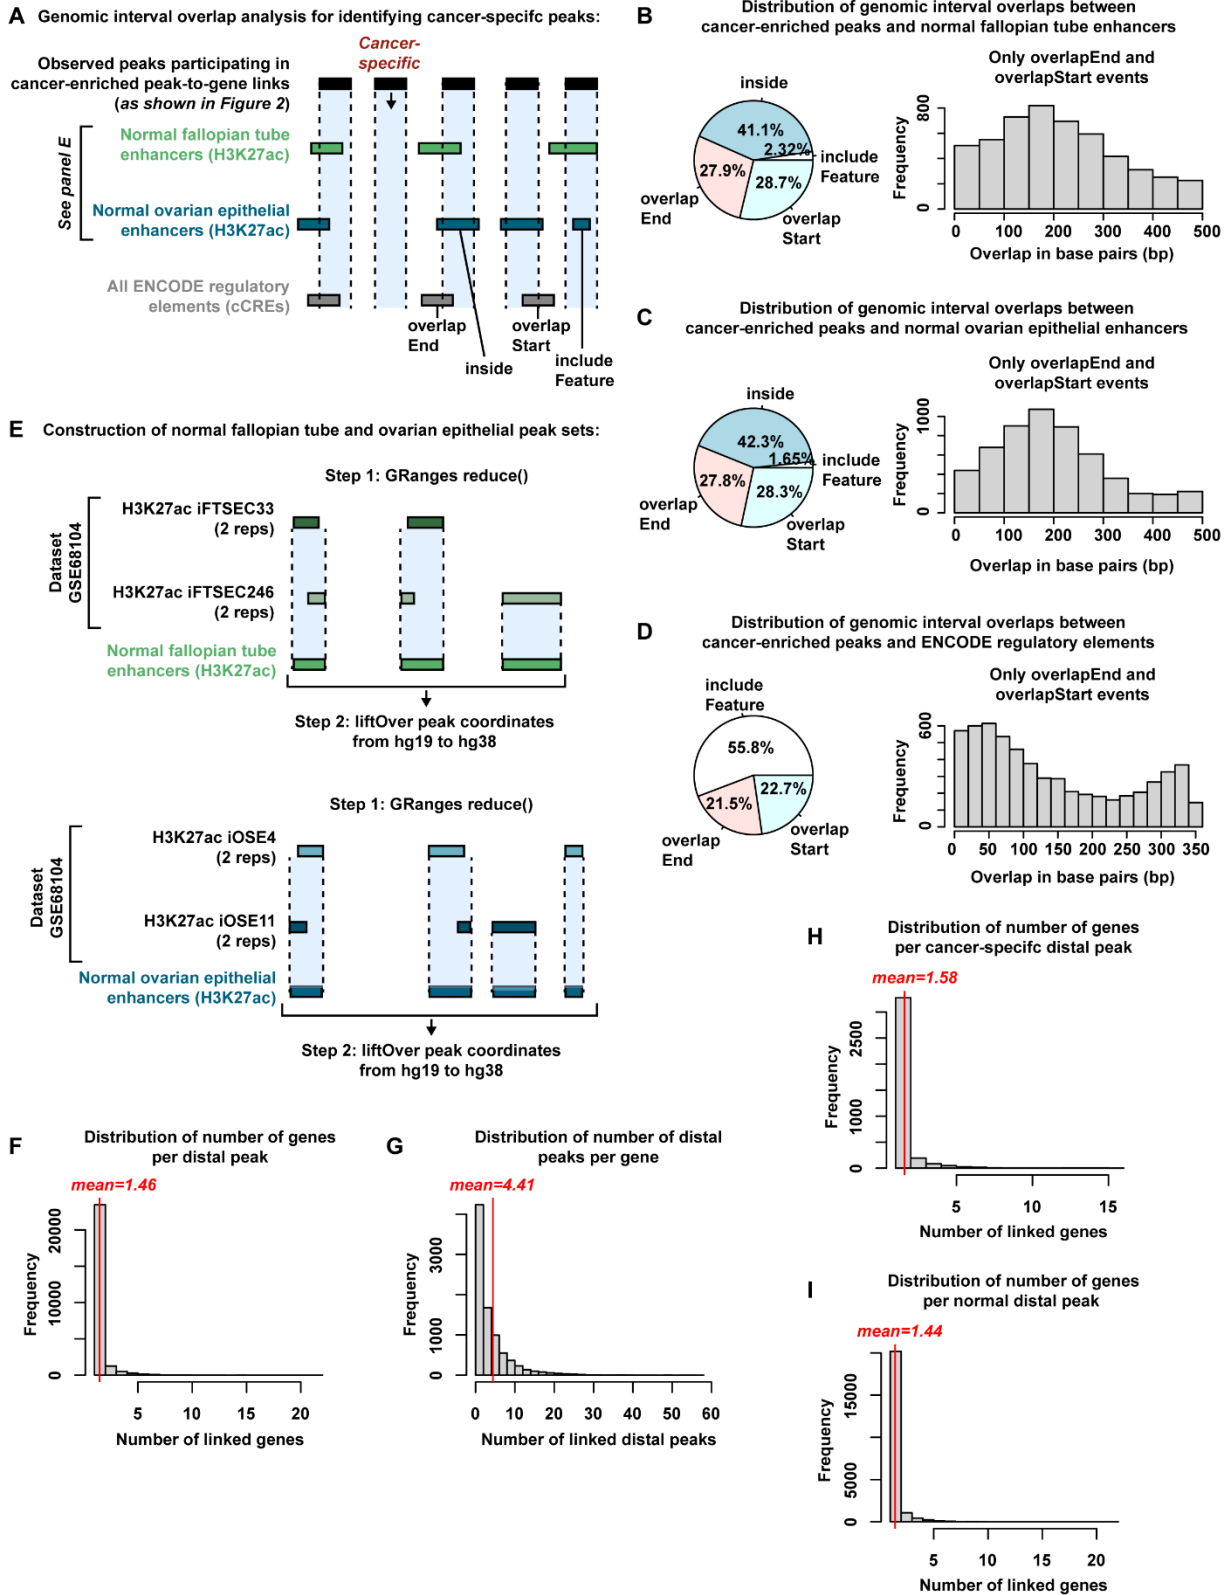 A Genomic interval overlap analysis for identifying cancer-specifc peaks:
Cancer-
specific
Observed peaks participating in
cancer-enriched peak-to-gene links
(as shown in Figure 2)
See panel E
Normal fallopian tube
enhancers (H3K27ac)
Normal ovarian epithelial
enhancers (H3K27ac)
All ENCODE regulatory
elements (cCREs)
overlap
End
overlap
Start
inside
include
Feature
B Distribution of genomic interval overlaps between
cancer-enriched peaks and normal fallopian tube enhancers
inside
41.1%
2.32%
include
Feature
27.9%
28.7%
overlap
End
overlap
Start
Only overlapEnd and
overlapStart events
Frequency
0 800
0 100 200 300 400 500
Overlap in base pairs (bp)
C Distribution of genomic interval overlaps between
cancer-enriched peaks and normal ovarian epithelial enhancers
inside
42.3%
1.65%
include
Feature
27.8%
28.3%
overlap
End
overlap
Start
Only overlapEnd and
overlapStart events
Frequency
0 1000
0 100 200 300 400 500
Overlap in base pairs (bp)
D Distribution of genomic interval overlaps between
cancer-enriched peaks and ENCODE regulatory elements
include
Feature
55.8%
21.5%
22.7%
overlap
End
overlap
Start
Only overlapEnd and
overlapStart events
Frequency
0 600
0 50 100 150 200 250 300 350
Overlap in base pairs (bp)
E Construction of normal fallopian tube and ovarian epithelial peak sets:
Step 1: GRanges reduce()
Dataset
GSE68104
H3K27ac iFTSEC33
(2 reps)
H3K27ac iFTSEC246
(2 reps)
Normal fallopian tube
enhancers (H3K27ac)
Step 2: liftOver peak coordinates
from hg19 to hg38
Step 1: GRanges reduce()
Dataset
GSE68104
H3K27ac iOSE4
(2 reps)
H3K27ac iOSE11
(2 reps)
Normal ovarian epithelial
enhancers (H3K27ac)
Step 2: liftOver peak coordinates
from hg19 to hg38
F Distribution of number of genes
per distal peak
mean=1.46
Frequency
0 10000 20000
5 10 15 20
Number of linked genes
G Distribution of number of distal
peaks per gene
mean=4.41
Frequency
0 1000 3000
0 10 20 30 40 50 60
Number of linked distal peaks
H Distribution of number of genes
per cancer-specifc distal peak
mean=1.58
Frequency
0 1000 2500
5 10 15
Number of linked genes
I Distribution of number of genes
per normal distal peak
mean=1.44
Frequency
0 5000 15000
5 10 15 20
Number of linked genes